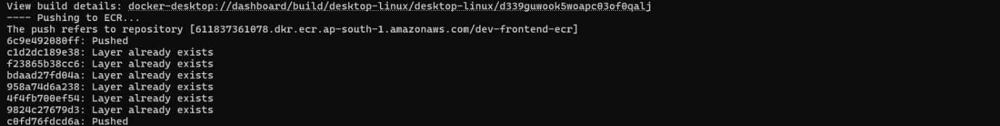 View build details: docker-desktop://dashboard/build/desktop-linux/desktop-linux/d339guwook5woapc03of0qalj
---- Pushing to ECR...
The push refers to repository [611837361078.dkr.ecr.ap-south-1.amazonaws.com/dev-frontend-ecr]
6c9e492080ff: Pushed
c1d2dc189e38: Layer already exists
f23865b38cc6: Layer already exists
bdaad27fd04a: Layer already exists
958a74d6a238: Layer already exists
4f4fb700ef54: Layer already exists
9824c27679d3: Layer already exists
c0fd76fdcd6a: Pushed